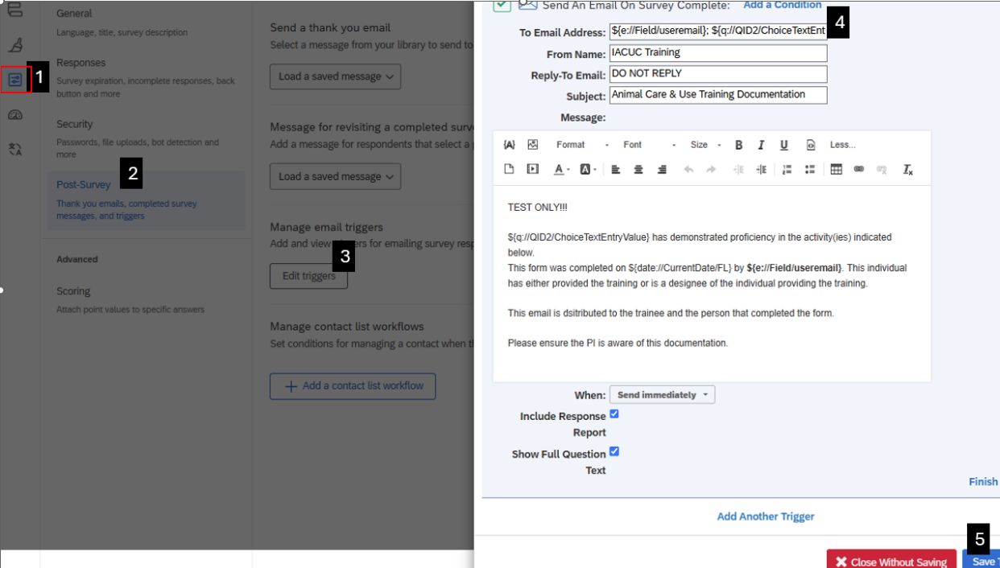 General
Language, title, survey description
Responses
Survey expiration, incomplete responses, back
button and more
Security
Passwords, file uploads, bot detection and
more
Post-Survey
Thank you emails, completed survey
messages, and triggers
Advanced
Scoring
Attach point values to specific answers
1
2
Send a thank you email
Select a message from your library to send to
Load a saved message
Message for revisiting a completed surv
Add a message for respondents that select a
Load a saved message
Manage email triggers
Add and view ers for emailing survey resp
3
Edit triggers
Manage contact list workflows
Set conditions for managing a contact when th
Add a contact list workflow
Send An Email On Survey Complete: Add a Condition
4
To Email Address: ${e://Field/useremail}; ${q://QID2/ChoiceTextEnt
From Name: IACUC Training
Reply-To Email: DO NOT REPLY
Subject: Animal Care & Use Training Documentation
Message:
{A} Format Font Size B I U Less...
A A Ix
TEST ONLY!!!
${q://QID2/ChoiceTextEntryValue} has demonstrated proficiency in the activity(ies) indicated
below.
This form was completed on ${date://CurrentDate/FL} by ${e://Field/useremail}. This individual
has either provided the training or is a designee of the individual providing the training.
This email is dsitributed to the trainee and the person that completed the form.
Please ensure the PI is aware of this documentation.
When: Send immediately
Include Response
Report
Show Full Question
Text
Finish
Add Another Trigger
5
Close Without Saving
Save T